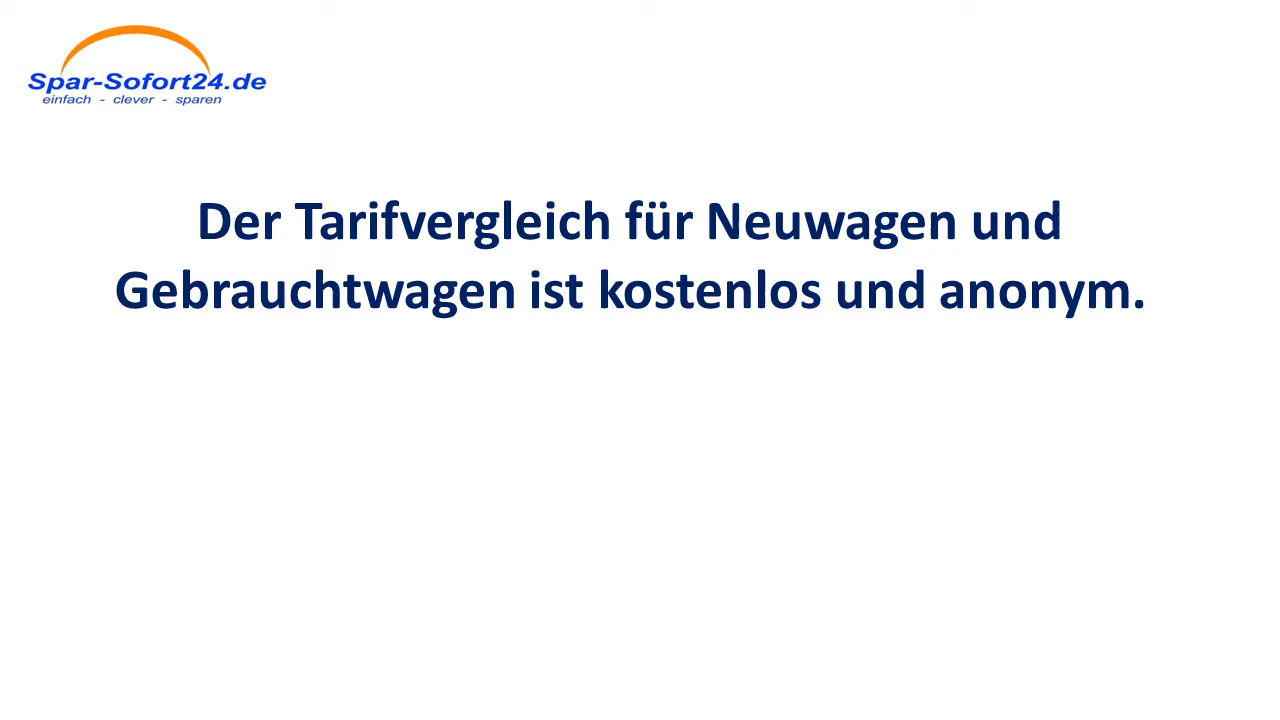 Spar-Sofort24.de
einfach - clever - sparen
Der Tarifvergleich für Neuwagen und
Gebrauchtwagen ist kostenlos und anonym.